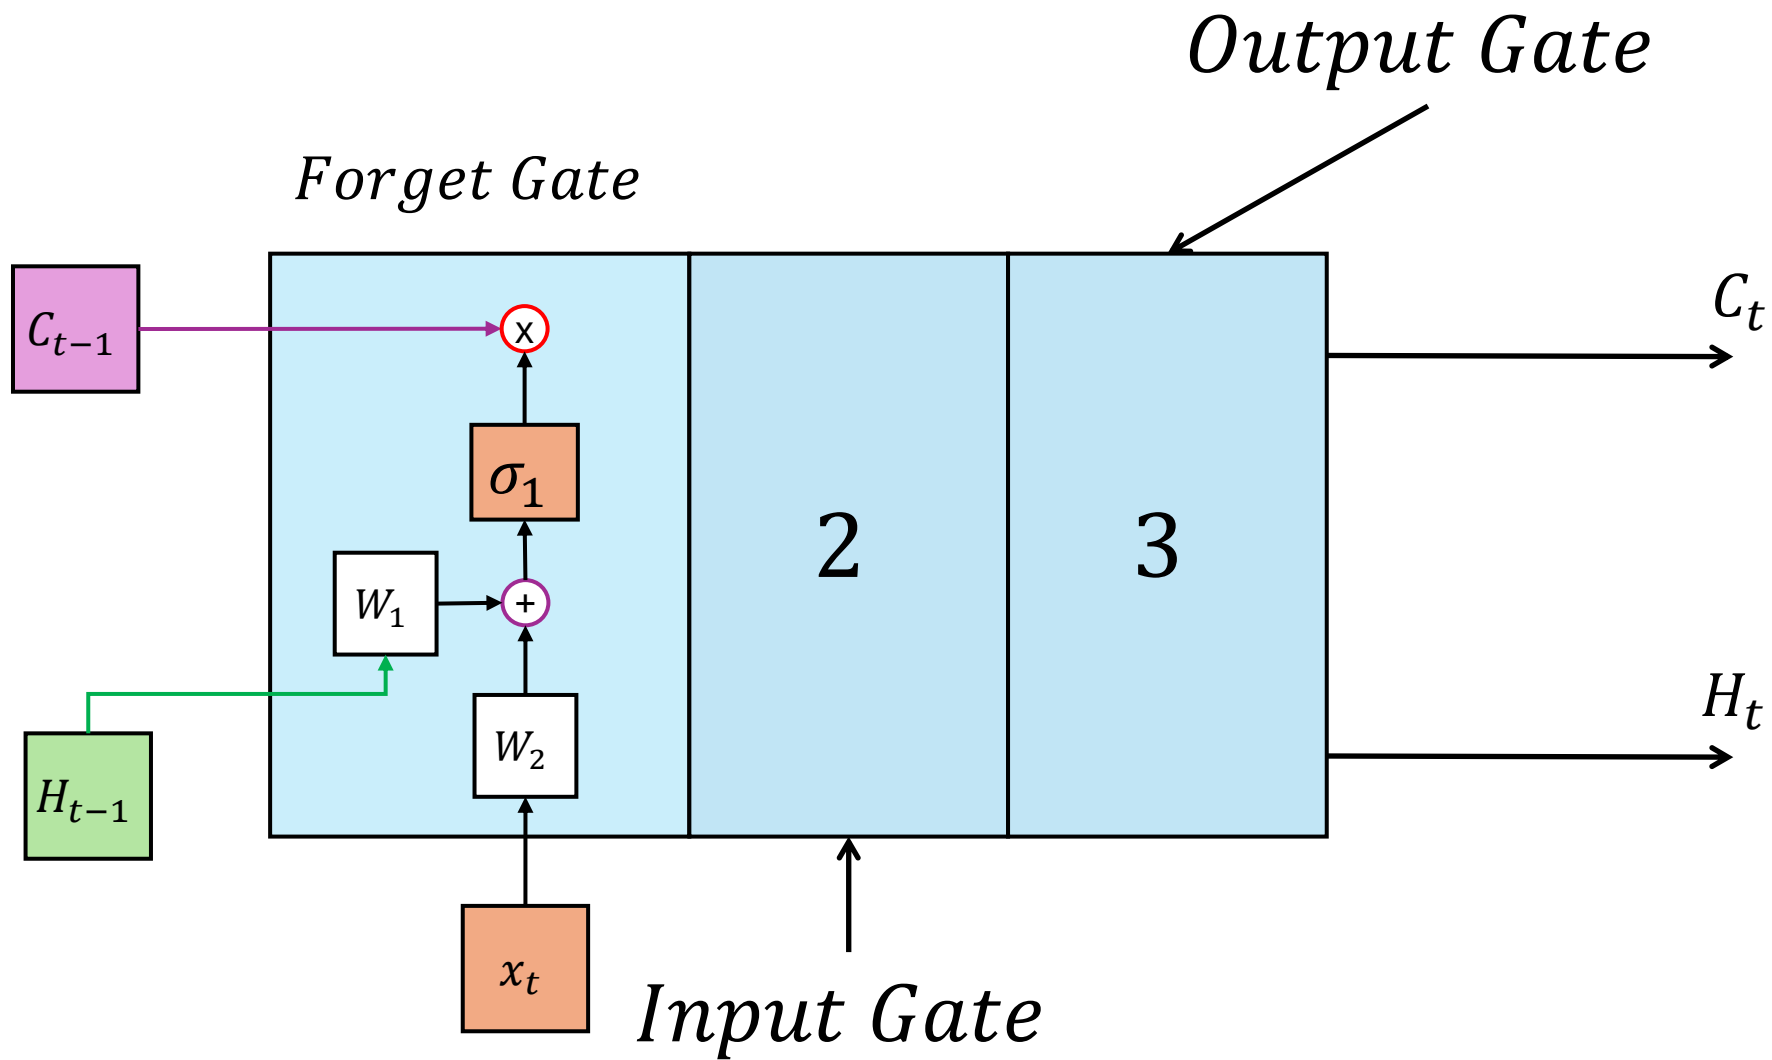 Output Gate
Forget Gate
C_{t-1}
x
C_t
σ_1
2
3
W_1
+
W_2
H_t
H_{t-1}
x_t
Input Gate